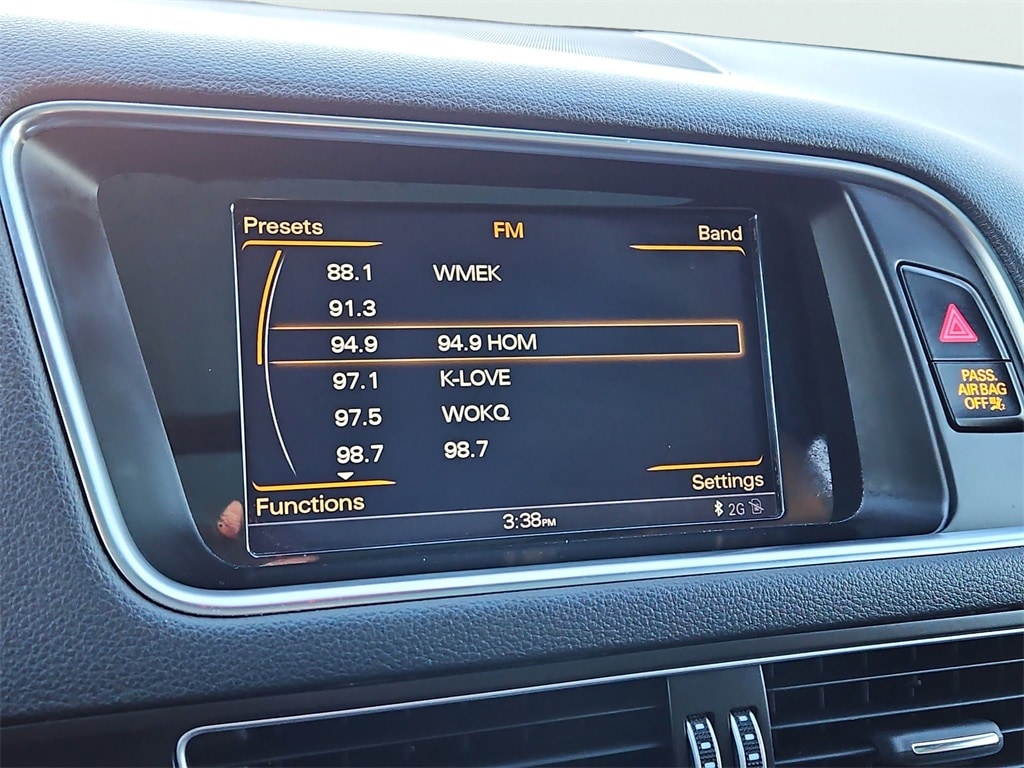 Presets FM Band
88.1 WMEK
91.3
94.9 94.9 HOM
97.1 K-LOVE
97.5 WOKQ
98.7 98.7
Functions Settings
3:38PM 2G
PASS.
AIR BAG
OFF